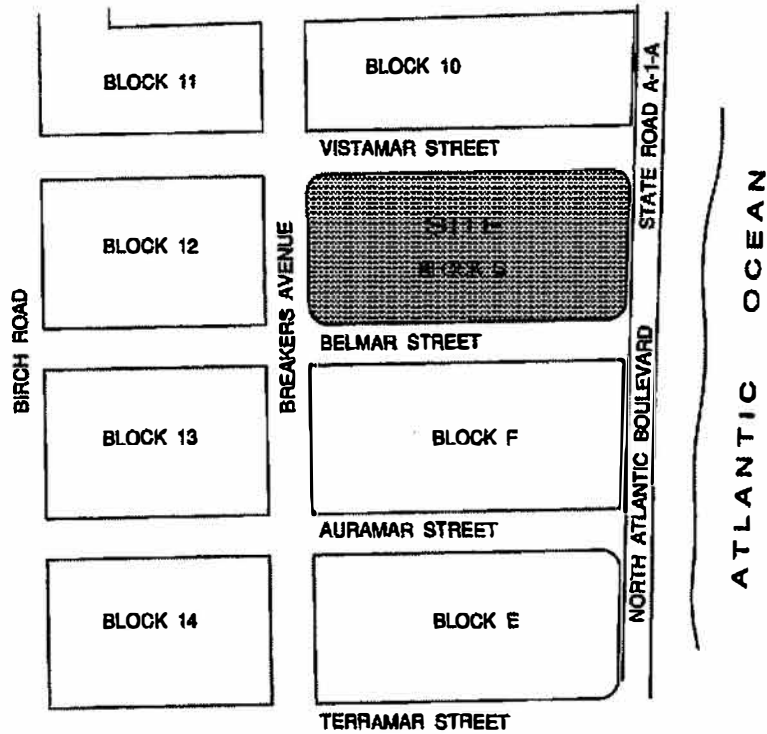 BLOCK 11
BLOCK 10
VISTAMAR STREET
STATE ROAD A-1-A
BLOCK 12
SITE
BREAKERS AVENUE
BIRCH ROAD
BELMAR STREET
ATLANTIC OCEAN
BLOCK 13
BLOCK F
NORTH ATLANTIC BOULEVARD
AURAMAR STREET
BLOCK 14
BLOCK E
TERRAMAR STREET